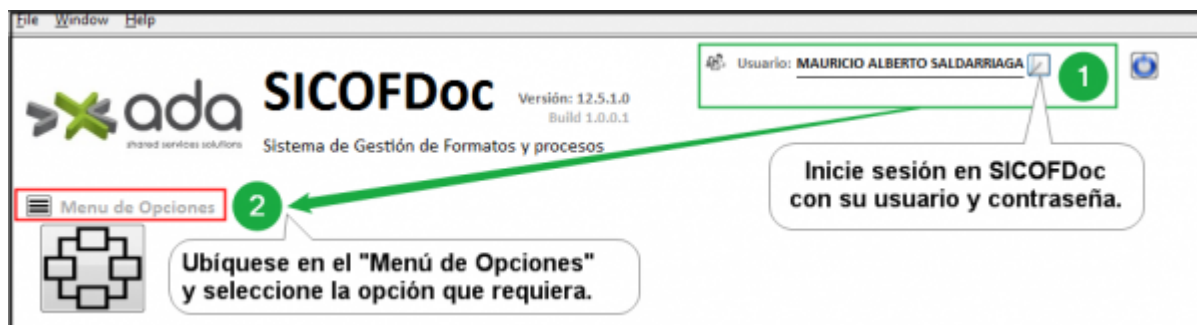 File Window Help
Usuario: MAURICIO ALBERTO SALDARRIAGA
1
ada
shared services solutions
SICOFDoc
Versión: 12.5.1.0
Build 1.0.0.1
Sistema de Gestión de Formatos y procesos
Inicie sesión en SICOFDoc
con su usuario y contraseña.
Menu de Opciones
2
Ubíquese en el "Menú de Opciones"
y seleccione la opción que requiera.